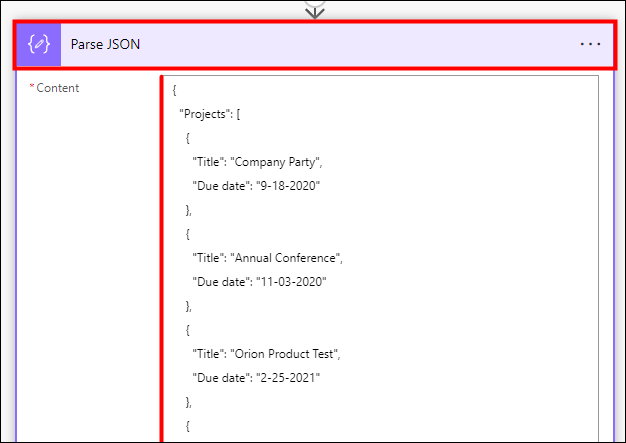 Parse JSON
* Content
{
"Projects": [
{
"Title": "Company Party",
"Due date": "9-18-2020"
},
{
"Title": "Annual Conference",
"Due date": "11-03-2020"
},
{
"Title": "Orion Product Test",
"Due date": "2-25-2021"
},
{